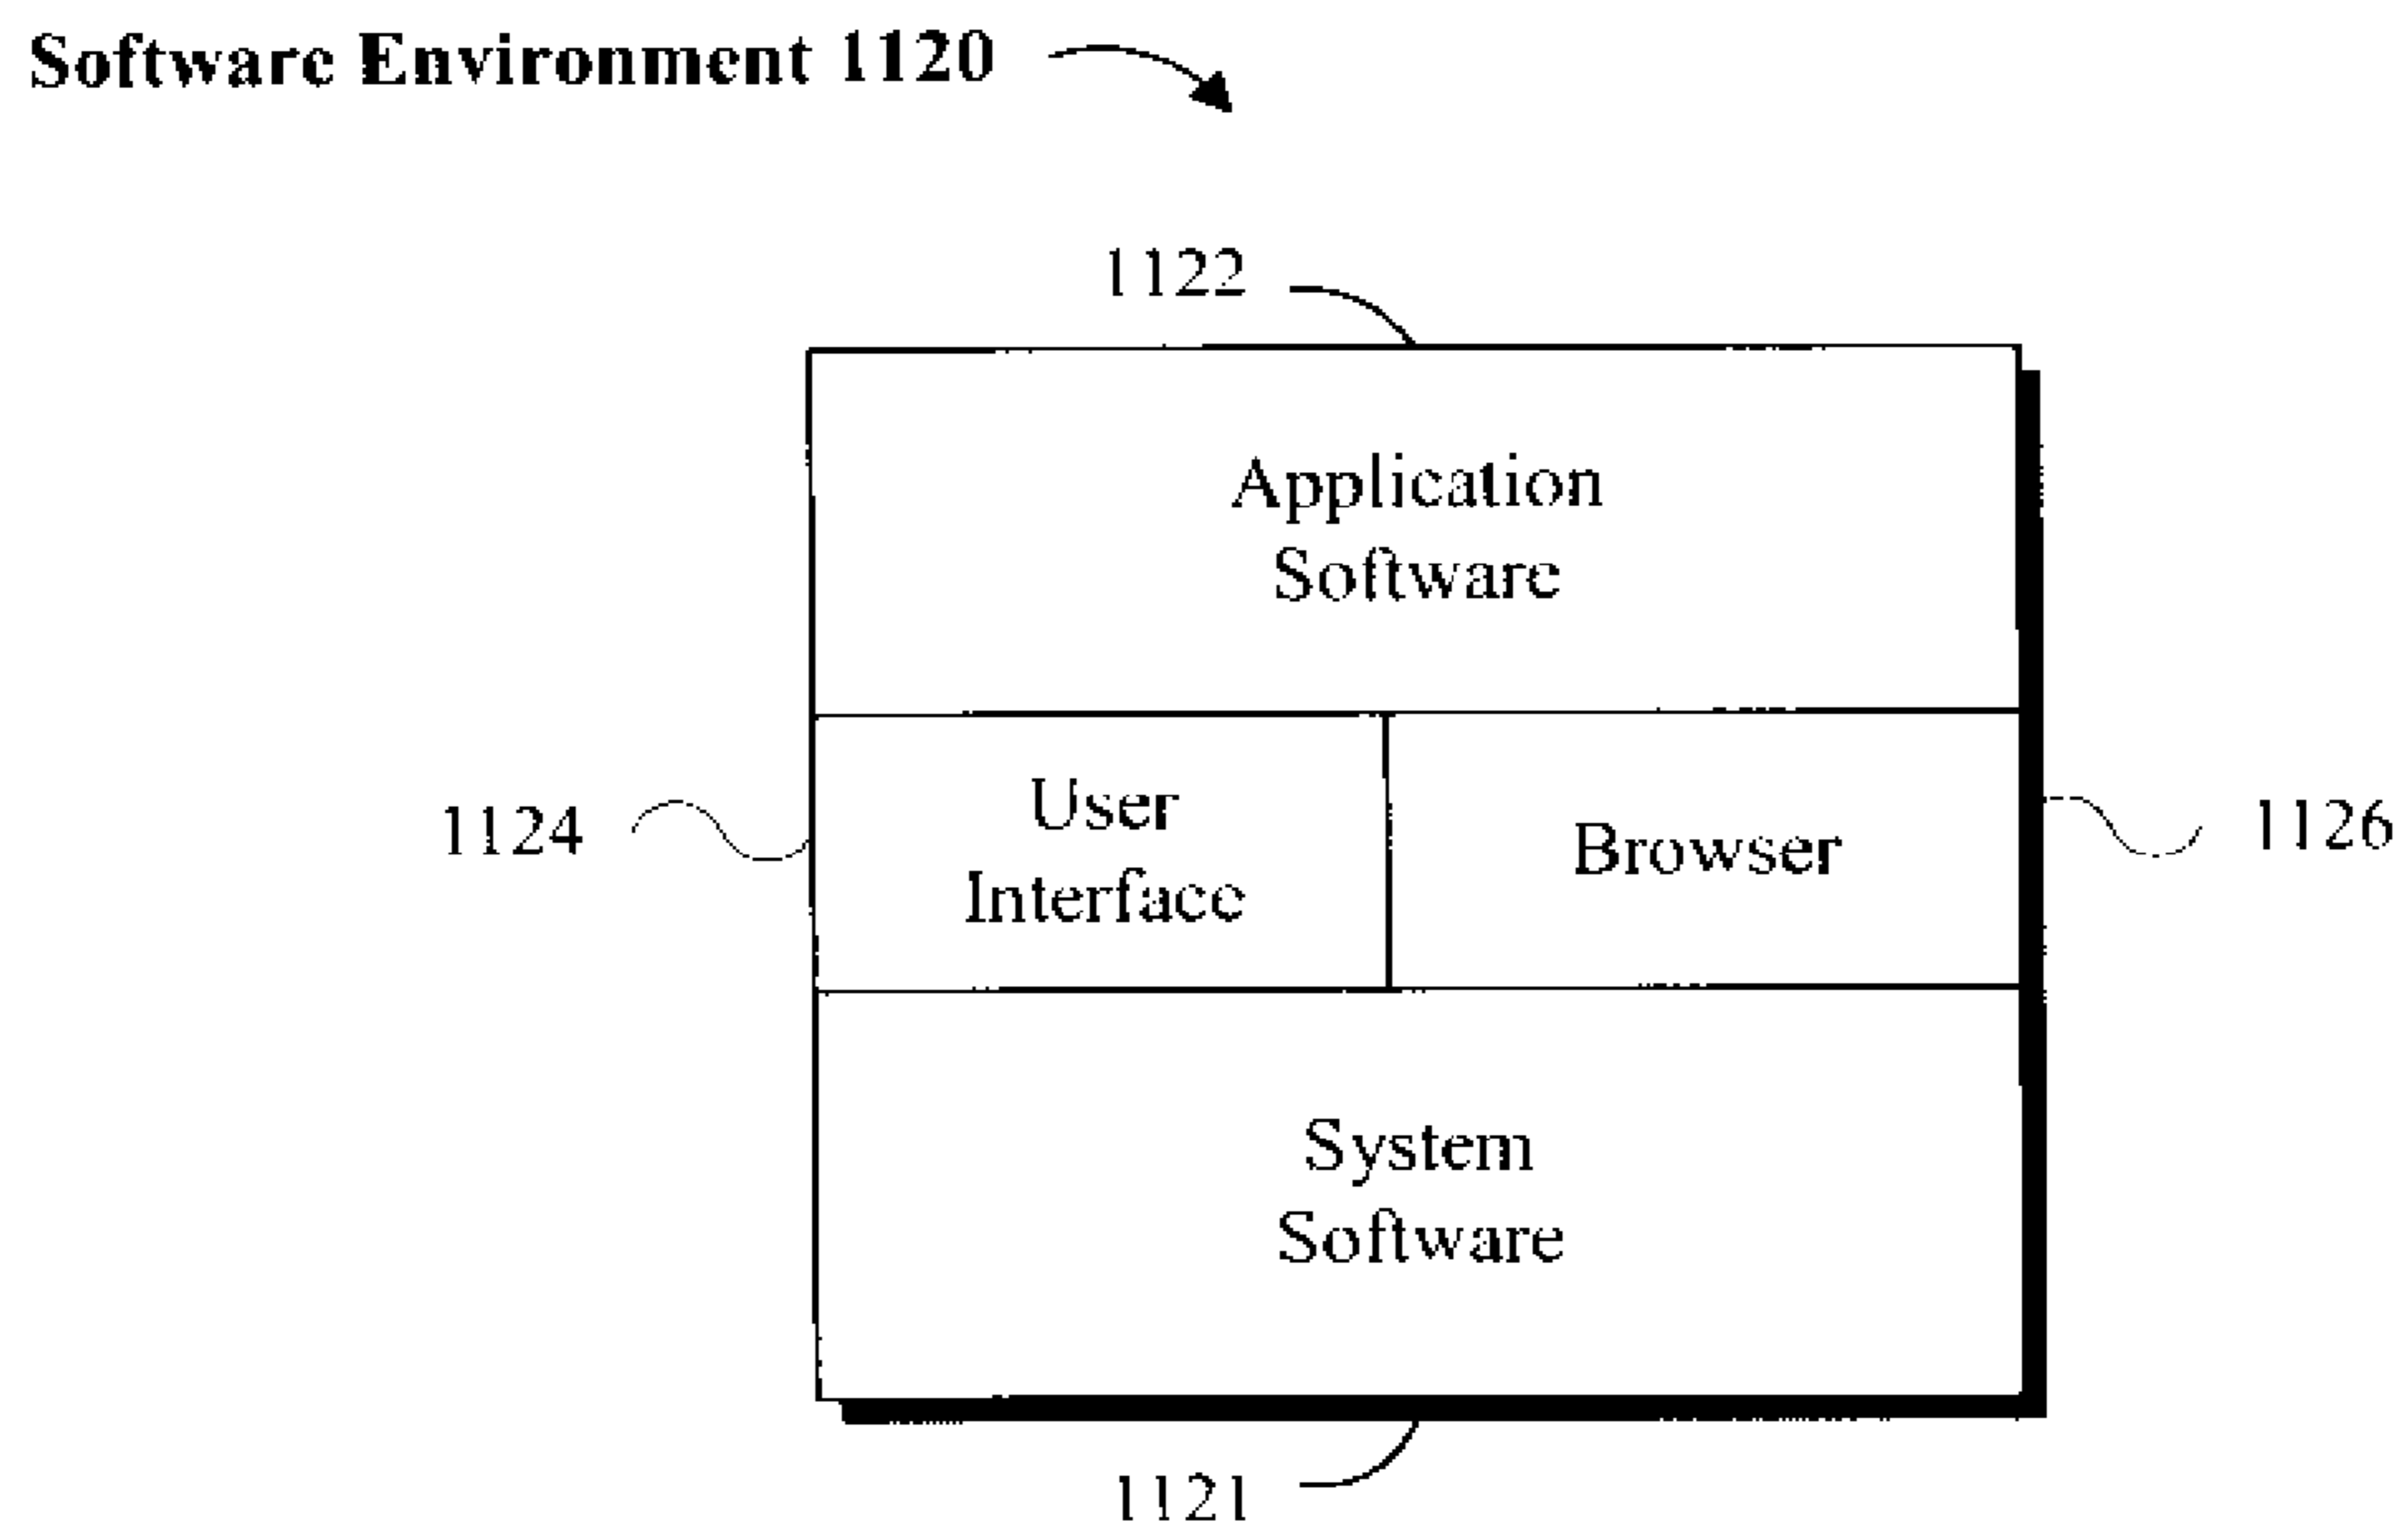 Software Environment 1120
1122
Application
Software
1124
User
Interface
Browser
1126
System
Software
1121